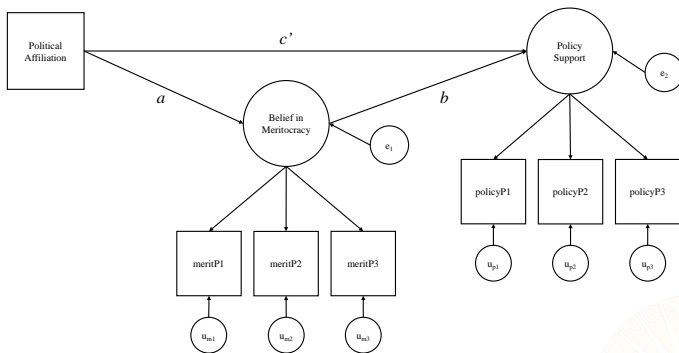 Political
Affiliation
c'
Policy
Support
e2
a
b
Belief in
Meritocracy
e1
policyP1
policyP2
policyP3
meritP1
meritP2
meritP3
up1
up2
up3
um1
um2
um3